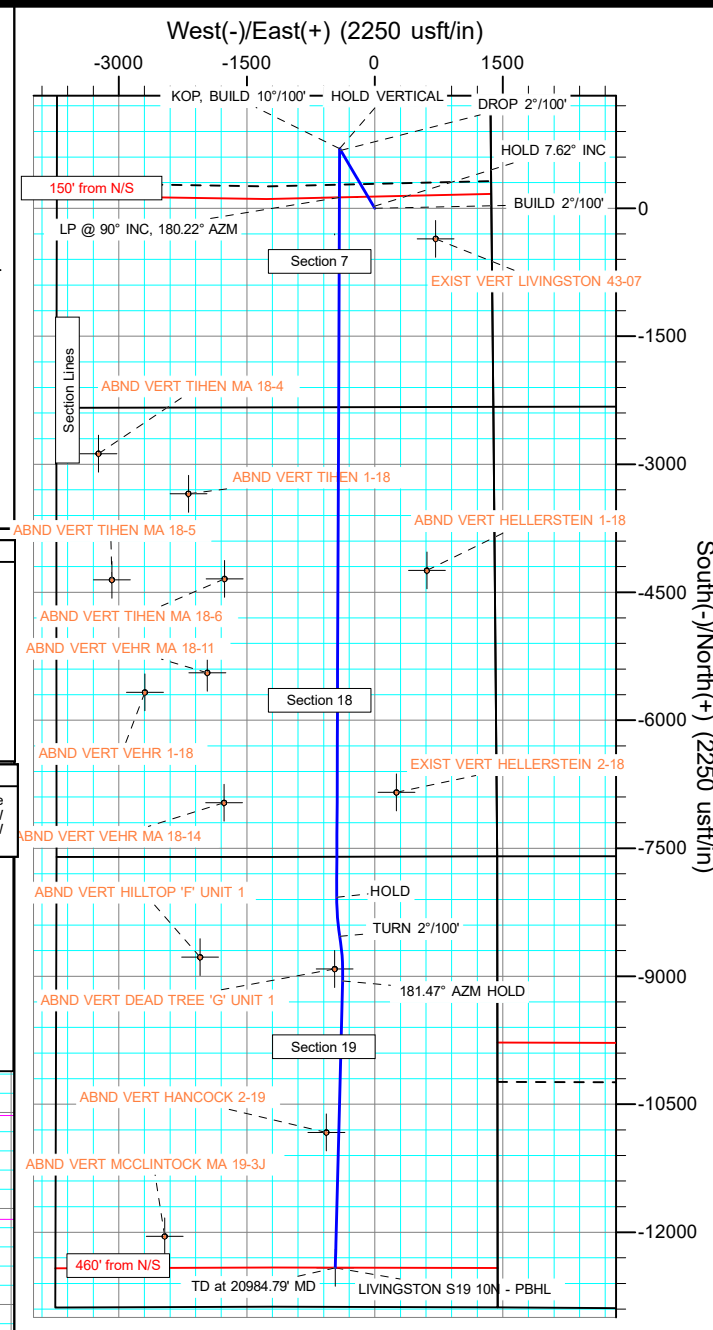 West(-)/East(+) (2250 usft/in)
-3000
-1500
0
1500
KOP, BUILD 10°/100'
HOLD VERTICAL
DROP 2°/100'
HOLD 7.62° INC
150' from N/S
BUILD 2°/100'
0
LP @ 90° INC, 180.22° AZM
Section 7
EXIST VERT LIVINGSTON 43-07
-1500
Section Lines
ABND VERT TIHEN MA 18-4
-3000
ABND VERT TIHEN 1-18
ABND VERT HELLERSTEIN 1-18
ABND VERT TIHEN MA 18-5
South(-)/North(+) (2250 usft/in)
-4500
ABND VERT TIHEN MA 18-6
ABND VERT VEHR MA 18-11
Section 18
-6000
ABND VERT VEHR 1-18
EXIST VERT HELLERSTEIN 2-18
ABND VERT VEHR MA 18-14
-7500
ABND VERT HILLTOP 'F' UNIT 1
HOLD
TURN 2°/100'
-9000
ABND VERT DEAD TREE 'G' UNIT 1
181.47° AZM HOLD
Section 19
ABND VERT HANCOCK 2-19
-10500
ABND VERT MCCLINTOCK MA 19-3J
-12000
460' from N/S
TD at 20984.79' MD
LIVINGSTON S19 10N - PBHL